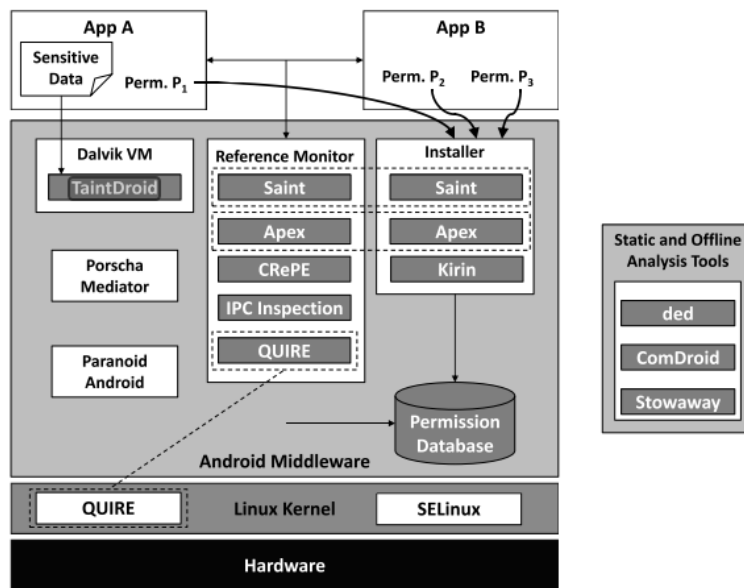 App A
App B
Sensitive
Data
Perm. P1
Perm. P2
Perm. P3
Dalvik VM
TaintDroid
Reference Monitor
Saint
Apex
CRePE
IPC Inspection
QUIRE
Installer
Saint
Apex
Kirin
Porscha
Mediator
Paranoid
Android
Permission
Database
Android Middleware
QUIRE
Linux Kernel
SELinux
Hardware
Static and Offline
Analysis Tools
ded
ComDroid
Stowaway